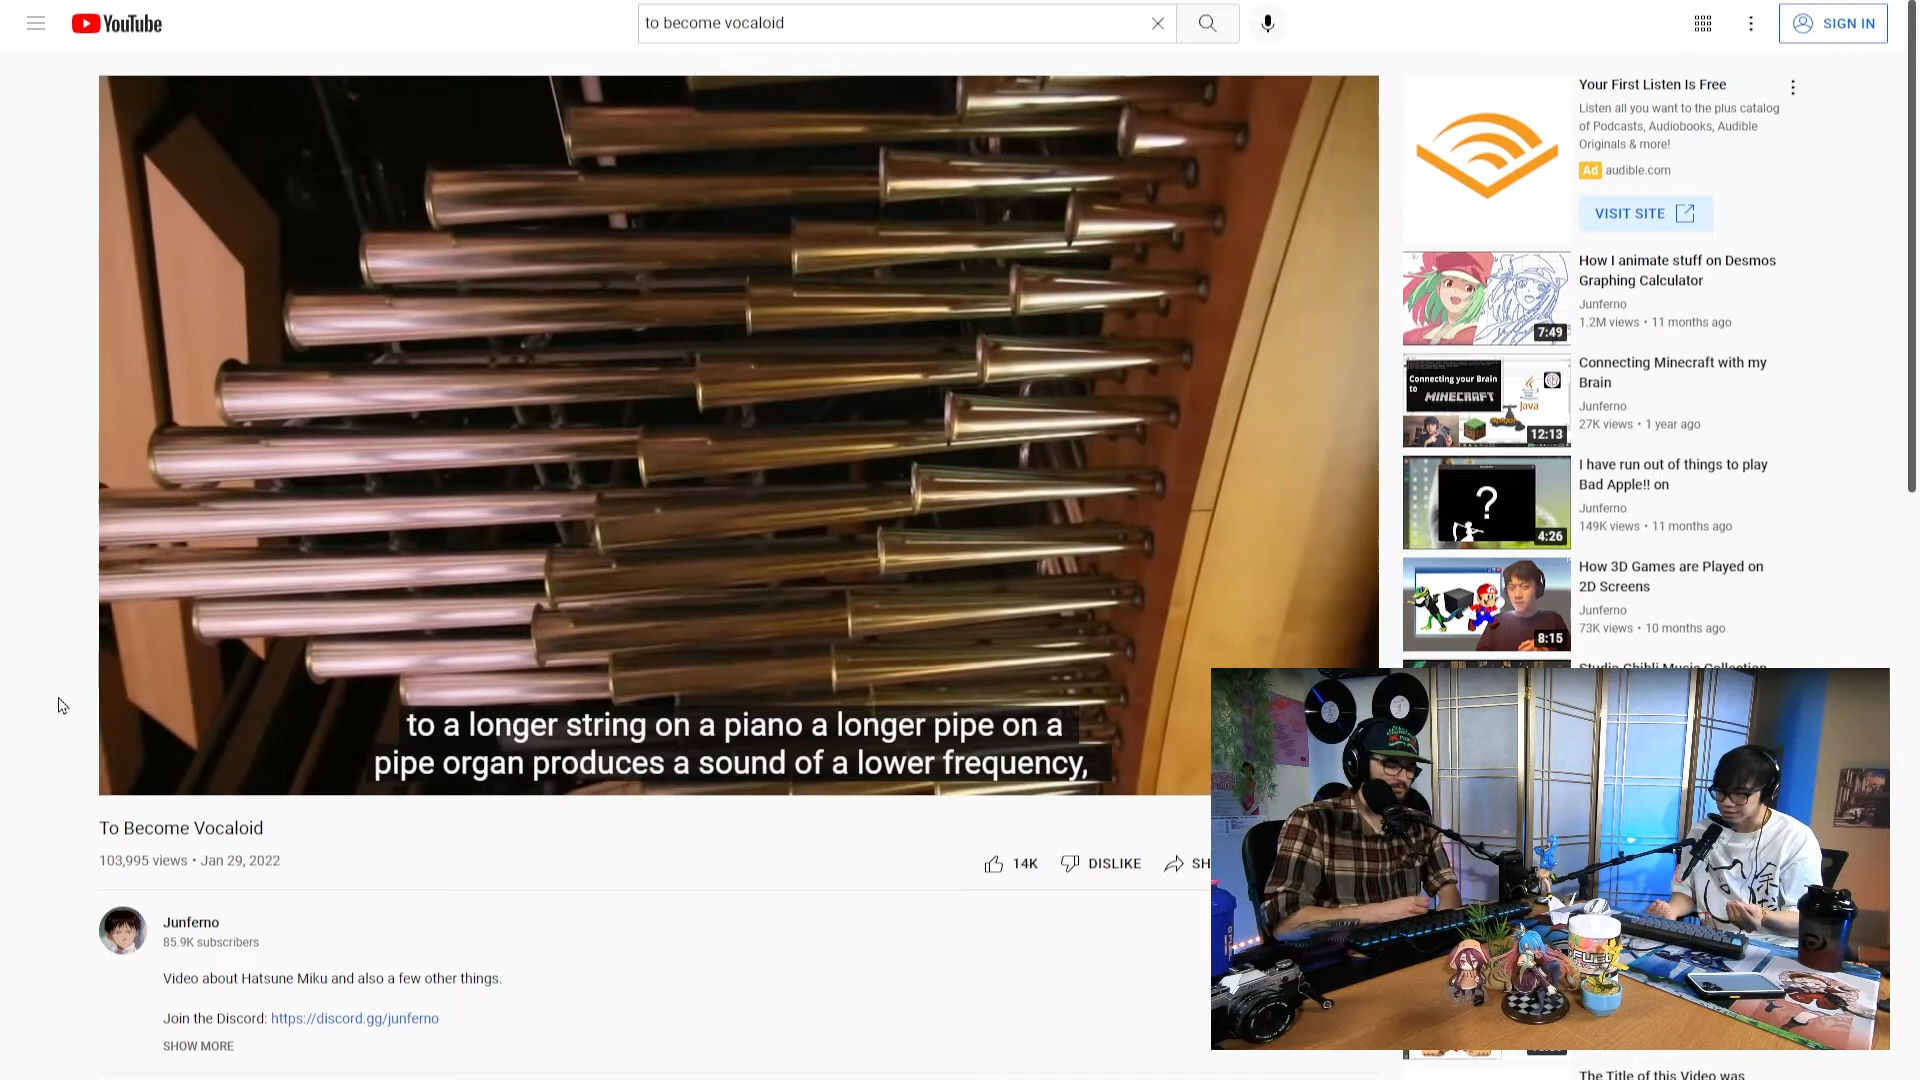 YouTube
to become vocaloid
SIGN IN
to a longer string on a piano a longer pipe on a
pipe organ produces a sound of a lower frequency,
To Become Vocaloid
103,995 views • Jan 29, 2022
14K
DISLIKE
SH
Junferno
85.9K subscribers
Video about Hatsune Miku and also a few other things.
Join the Discord: https://discord.gg/junferno
SHOW MORE
Your First Listen Is Free
Listen all you want to the plus catalog
of Podcasts, Audiobooks, Audible
Originals & more!
Ad audible.com
VISIT SITE
7:49
How I animate stuff on Desmos
Graphing Calculator
Junferno
1.2M views • 11 months ago
Connecting your Brain
to
MINECRAFT
Java
12:13
Connecting Minecraft with my
Brain
Junferno
27K views • 1 year ago
?
4:26
I have run out of things to play
Bad Apple!! on
Junferno
149K views • 11 months ago
8:15
How 3D Games are Played on
2D Screens
Junferno
73K views • 10 months ago
Studio Ghibli Music Collection
GFUEL
The Title of this Video was